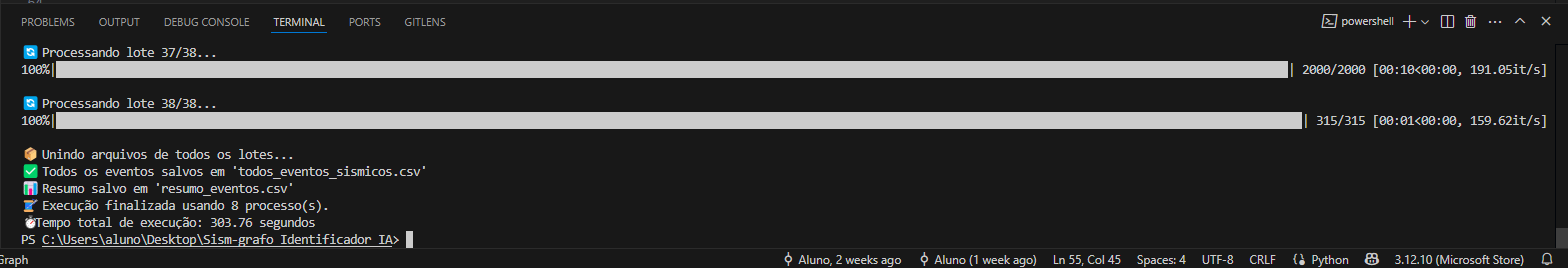 PROBLEMS OUTPUT DEBUG CONSOLE TERMINAL PORTS GITLENS powershell
Processando lote 37/38...
100%| | 2000/2000 [00:10<00:00, 191.05it/s]
Processando lote 38/38...
100%| | 315/315 [00:01<00:00, 159.62it/s]
Unindo arquivos de todos os lotes...
Todos os eventos salvos em 'todos_eventos_sismicos.csv'
Resumo salvo em 'resumo_eventos.csv'
Execução finalizada usando 8 processo(s).
Tempo total de execução: 303.76 segundos
PS C:\Users\aluno\Desktop\Sism-grafo Identificador IA>
Graph Aluno, 2 weeks ago Aluno (1 week ago) Ln 55, Col 45 Spaces: 4 UTF-8 CRLF Python 3.12.10 (Microsoft Store)